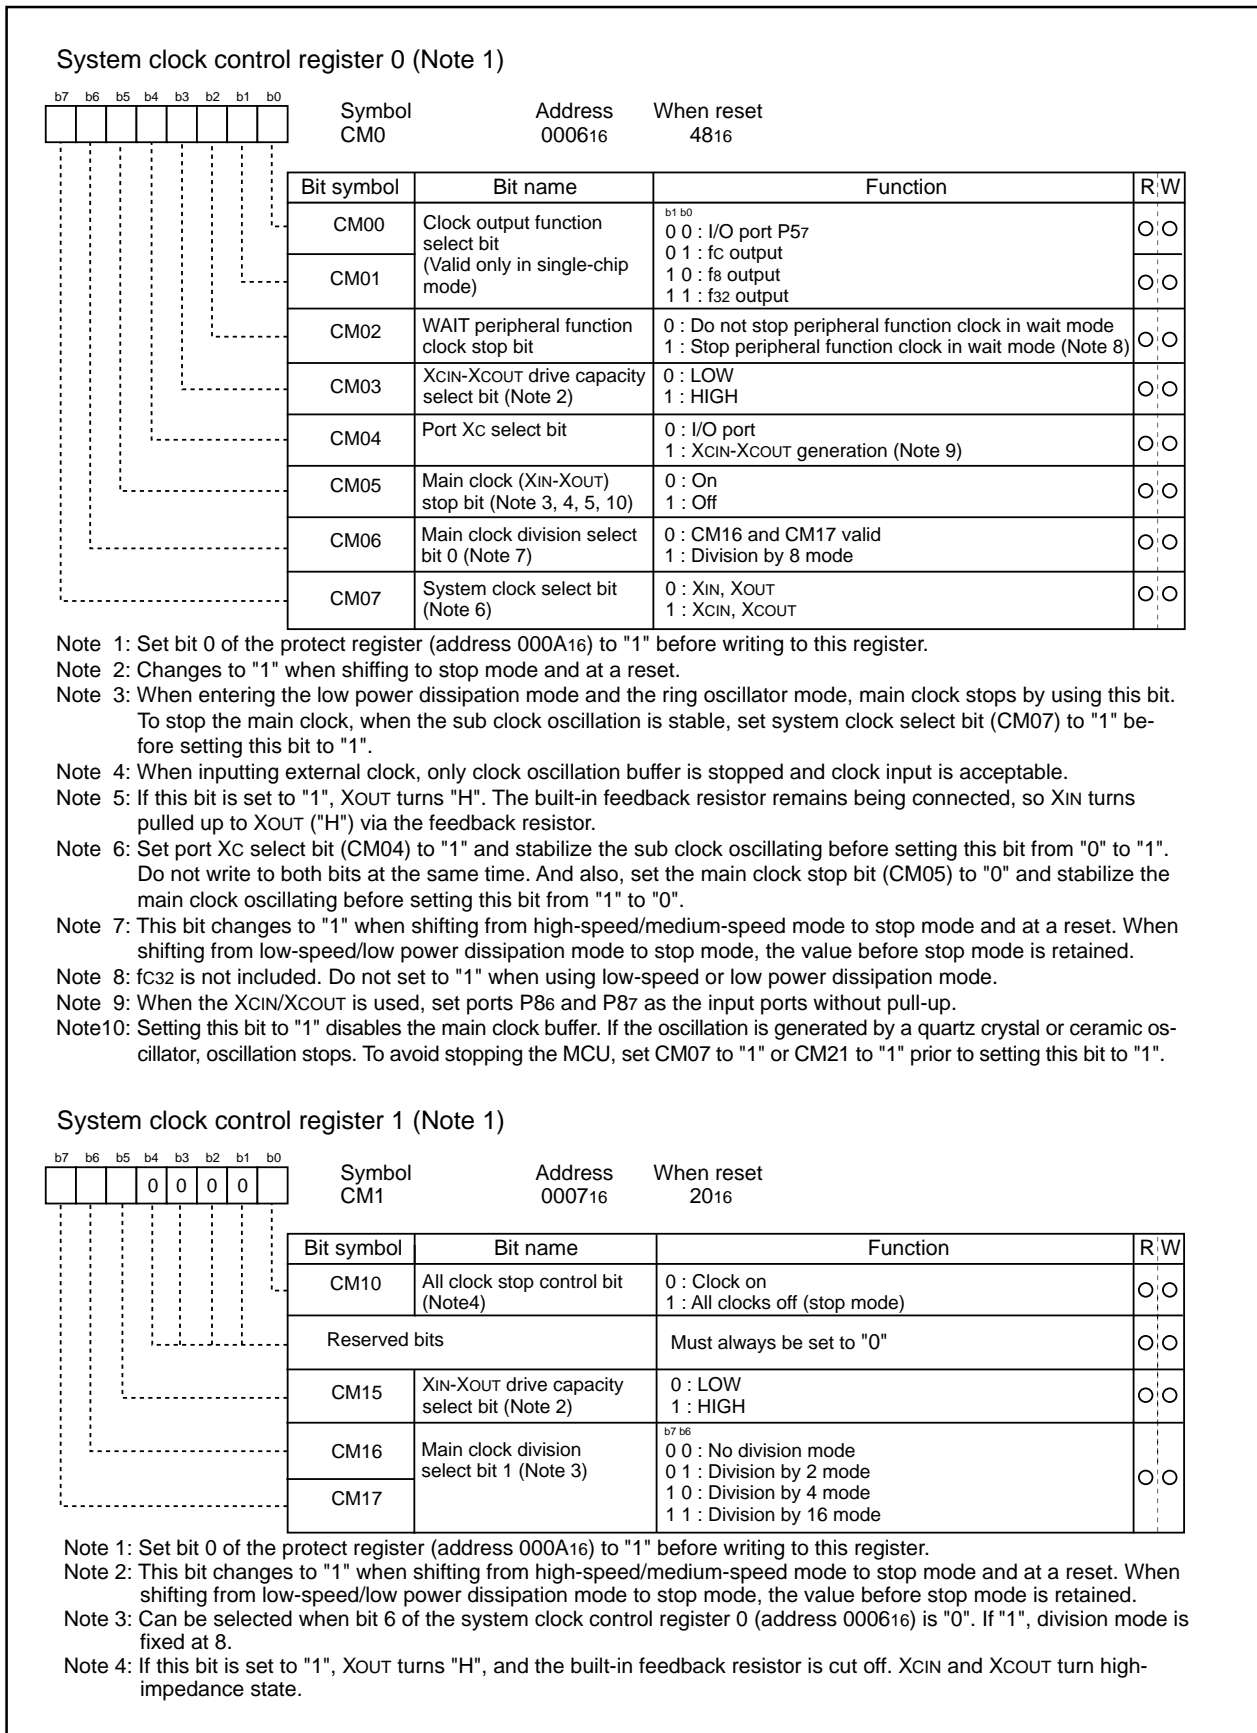 System clock control register 0 (Note 1)
b7 b6 b5 b4 b3 b2 b1 b0
Symbol Address When reset
CM0 000616 4816
Bit symbol Bit name Function R W
CM00 Clock output function select bit (Valid only in single-chip mode)
CM01
b1 b0
0 0 : I/O port P57
0 1 : fC output
1 0 : f8 output
1 1 : f32 output
CM02 WAIT peripheral function clock stop bit
0 : Do not stop peripheral function clock in wait mode
1 : Stop peripheral function clock in wait mode (Note 8)
CM03 XCIN-XCOUT drive capacity select bit (Note 2)
0 : LOW
1 : HIGH
CM04 Port XC select bit
0 : I/O port
1 : XCIN-XCOUT generation (Note 9)
CM05 Main clock (XIN-XOUT) stop bit (Note 3, 4, 5, 10)
0 : On
1 : Off
CM06 Main clock division select bit 0 (Note 7)
0 : CM16 and CM17 valid
1 : Division by 8 mode
CM07 System clock select bit (Note 6)
0 : XIN, XOUT
1 : XCIN, XCOUT
Note 1: Set bit 0 of the protect register (address 000A16) to "1" before writing to this register.
Note 2: Changes to "1" when shiffing to stop mode and at a reset.
Note 3: When entering the low power dissipation mode and the ring oscillator mode, main clock stops by using this bit.
To stop the main clock, when the sub clock oscillation is stable, set system clock select bit (CM07) to "1" be-
fore setting this bit to "1".
Note 4: When inputting external clock, only clock oscillation buffer is stopped and clock input is acceptable.
Note 5: If this bit is set to "1", XOUT turns "H". The built-in feedback resistor remains being connected, so XIN turns
pulled up to XOUT ("H") via the feedback resistor.
Note 6: Set port XC select bit (CM04) to "1" and stabilize the sub clock oscillating before setting this bit from "0" to "1".
Do not write to both bits at the same time. And also, set the main clock stop bit (CM05) to "0" and stabilize the
main clock oscillating before setting this bit from "1" to "0".
Note 7: This bit changes to "1" when shifting from high-speed/medium-speed mode to stop mode and at a reset. When
shifting from low-speed/low power dissipation mode to stop mode, the value before stop mode is retained.
Note 8: fC32 is not included. Do not set to "1" when using low-speed or low power dissipation mode.
Note 9: When the XCIN/XCOUT is used, set ports P86 and P87 as the input ports without pull-up.
Note10: Setting this bit to "1" disables the main clock buffer. If the oscillation is generated by a quartz crystal or ceramic os-
cillator, oscillation stops. To avoid stopping the MCU, set CM07 to "1" or CM21 to "1" prior to setting this bit to "1".
System clock control register 1 (Note 1)
b7 b6 b5 b4 b3 b2 b1 b0
0 0 0 0
Symbol Address When reset
CM1 000716 2016
Bit symbol Bit name Function R W
CM10 All clock stop control bit (Note4)
0 : Clock on
1 : All clocks off (stop mode)
Reserved bits Must always be set to "0"
CM15 XIN-XOUT drive capacity select bit (Note 2)
0 : LOW
1 : HIGH
CM16 Main clock division select bit 1 (Note 3)
CM17
b7 b6
0 0 : No division mode
0 1 : Division by 2 mode
1 0 : Division by 4 mode
1 1 : Division by 16 mode
Note 1: Set bit 0 of the protect register (address 000A16) to "1" before writing to this register.
Note 2: This bit changes to "1" when shifting from high-speed/medium-speed mode to stop mode and at a reset. When
shifting from low-speed/low power dissipation mode to stop mode, the value before stop mode is retained.
Note 3: Can be selected when bit 6 of the system clock control register 0 (address 000616) is "0". If "1", division mode is
fixed at 8.
Note 4: If this bit is set to "1", XOUT turns "H", and the built-in feedback resistor is cut off. XCIN and XCOUT turn high-
impedance state.